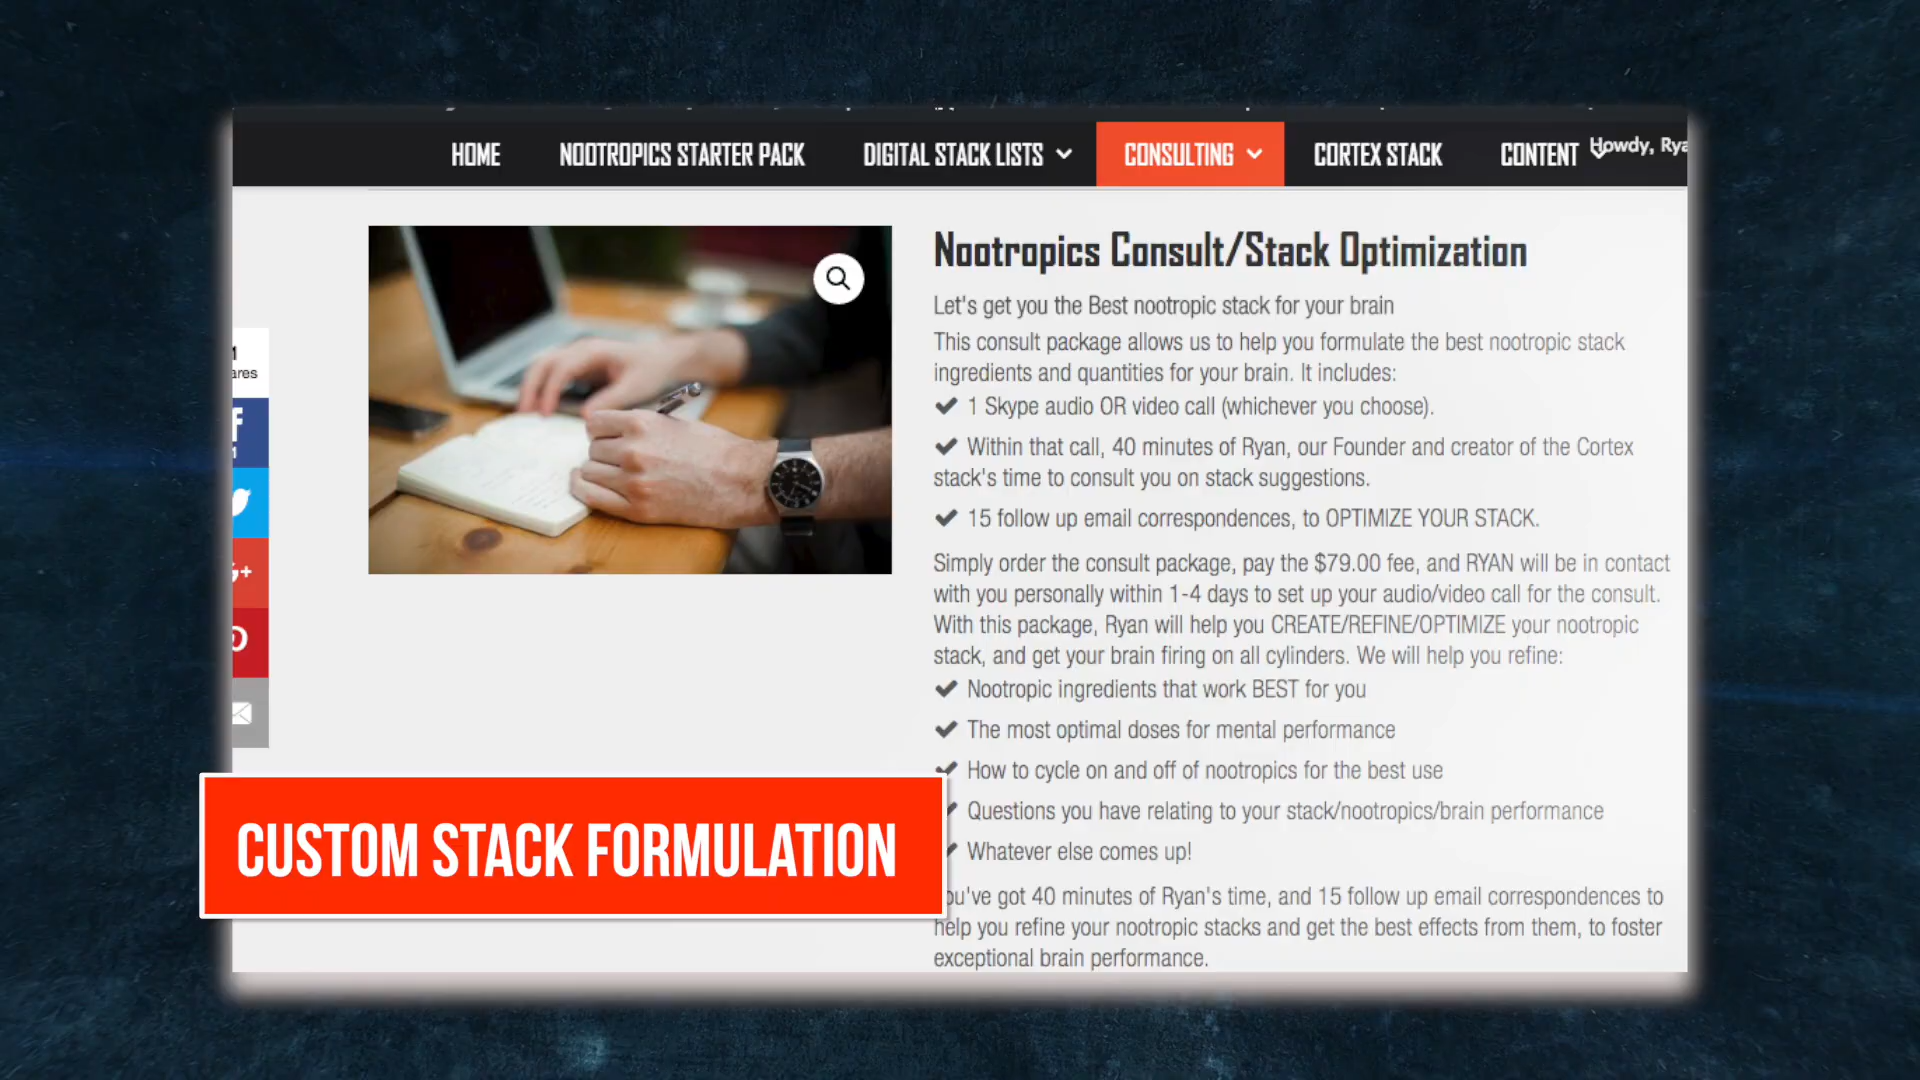 HOME NOOTROPICS STARTER PACK DIGITAL STACK LISTS CONSULTING CORTEX STACK CONTENT Howdy,
Nootropics Consult/Stack Optimization
Let's get you the Best nootropic stack for your brain
This consult package allows us to help you formulate the best nootropic stack
ingredients and quantities for your brain. It includes:
✔ 1 Skype audio OR video call (whichever you choose).
✔ Within that call, 40 minutes of Ryan, our Founder and creator of the Cortex
stack's time to consult you on stack suggestions.
✔ 15 follow up email correspondences, to OPTIMIZE YOUR STACK.
Simply order the consult package, pay the $79.00 fee, and RYAN will be in contact
with you personally within 1-4 days to set up your audio/video call for the consult.
With this package, Ryan will help you CREATE/REFINE/OPTIMIZE your nootropic
stack, and get your brain firing on all cylinders. We will help you refine:
✔ Nootropic ingredients that work BEST for you
✔ The most optimal doses for mental performance
✔ How to cycle on and off of nootropics for the best use
✔ Questions you have relating to your stack/nootropics/brain performance
✔ Whatever else comes up!
You've got 40 minutes of Ryan's time, and 15 follow up email correspondences to
help you refine your nootropic stacks and get the best effects from them, to foster
exceptional brain performance.
CUSTOM STACK FORMULATION